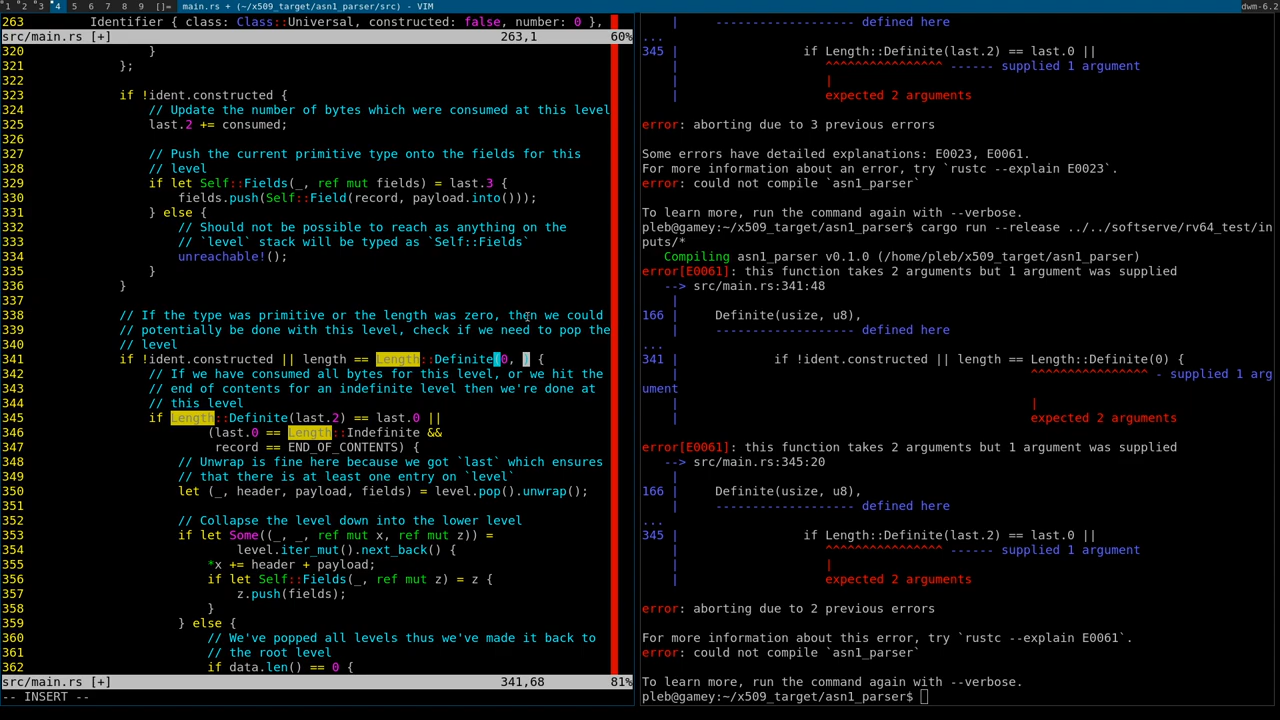 1 2 3 4 5 6 7 8 9 []= main.rs + (~/x509_target/asn1_parser/src) - VIM dwm-6.2
263         Identifier { class: Class::Universal, constructed: false, number: 0 },
src/main.rs [+] 263,1 60%
320                 }
321             };
322
323             if !ident.constructed {
324                 // Update the number of bytes which were consumed at this level
325                 last.2 += consumed;
326
327                 // Push the current primitive type onto the fields for this
328                 // level
329                 if let Self::Fields(_, ref mut fields) = last.3 {
330                     fields.push(Self::Field(record, payload.into()));
331                 } else {
332                     // Should not be possible to reach as anything on the
333                     // `level` stack will be typed as `Self::Fields`
334                     unreachable!();
335                 }
336             }
337
338             // If the type was primitive or the length was zero, then we could
339             // potentially be done with this level, check if we need to pop the
340             // level
341             if !ident.constructed || length == Length::Definite(0, ) {
342                 // If we have consumed all bytes for this level, or we hit the
343                 // end of contents for an indefinite level then we're done at
344                 // this level
345                 if Length::Definite(last.2) == last.0 ||
346                         (last.0 == Length::Indefinite &&
347                          record == END_OF_CONTENTS) {
348                     // Unwrap is fine here because we got `last` which ensures
349                     // that there is at least one entry on `level`
350                     let (_, header, payload, fields) = level.pop().unwrap();
351
352                     // Collapse the level down into the lower level
353                     if let Some((_, _, ref mut x, ref mut z)) =
354                             level.iter_mut().next_back() {
355                         *x += header + payload;
356                         if let Self::Fields(_, ref mut z) = z {
357                             z.push(fields);
358                         }
359                     } else {
360                         // We've popped all levels thus we've made it back to
361                         // the root level
362                         if data.len() == 0 {
src/main.rs [+] 341,68 81%
-- INSERT --
    |     ------------------- defined here
...
345 |                 if Length::Definite(last.2) == last.0 ||
    |                    ^^^^^^^^^^^^^^^^ ------ supplied 1 argument
    |                    |
    |                    expected 2 arguments
error: aborting due to 3 previous errors
Some errors have detailed explanations: E0023, E0061.
For more information about an error, try `rustc --explain E0023`.
error: could not compile `asn1_parser`
To learn more, run the command again with --verbose.
pleb@gamey:~/x509_target/asn1_parser$ cargo run --release ../../softserve/rv64_test/in
puts/*
   Compiling asn1_parser v0.1.0 (/home/pleb/x509_target/asn1_parser)
error[E0061]: this function takes 2 arguments but 1 argument was supplied
   --> src/main.rs:341:48
    |
166 |     Definite(usize, u8),
    |     ------------------- defined here
...
341 |             if !ident.constructed || length == Length::Definite(0) {
    |                                                ^^^^^^^^^^^^^^^^ - supplied 1 arg
ument
    |                                                |
    |                                                expected 2 arguments
error[E0061]: this function takes 2 arguments but 1 argument was supplied
   --> src/main.rs:345:20
    |
166 |     Definite(usize, u8),
    |     ------------------- defined here
...
345 |                 if Length::Definite(last.2) == last.0 ||
    |                    ^^^^^^^^^^^^^^^^ ------ supplied 1 argument
    |                    |
    |                    expected 2 arguments
error: aborting due to 2 previous errors
For more information about this error, try `rustc --explain E0061`.
error: could not compile `asn1_parser`
To learn more, run the command again with --verbose.
pleb@gamey:~/x509_target/asn1_parser$